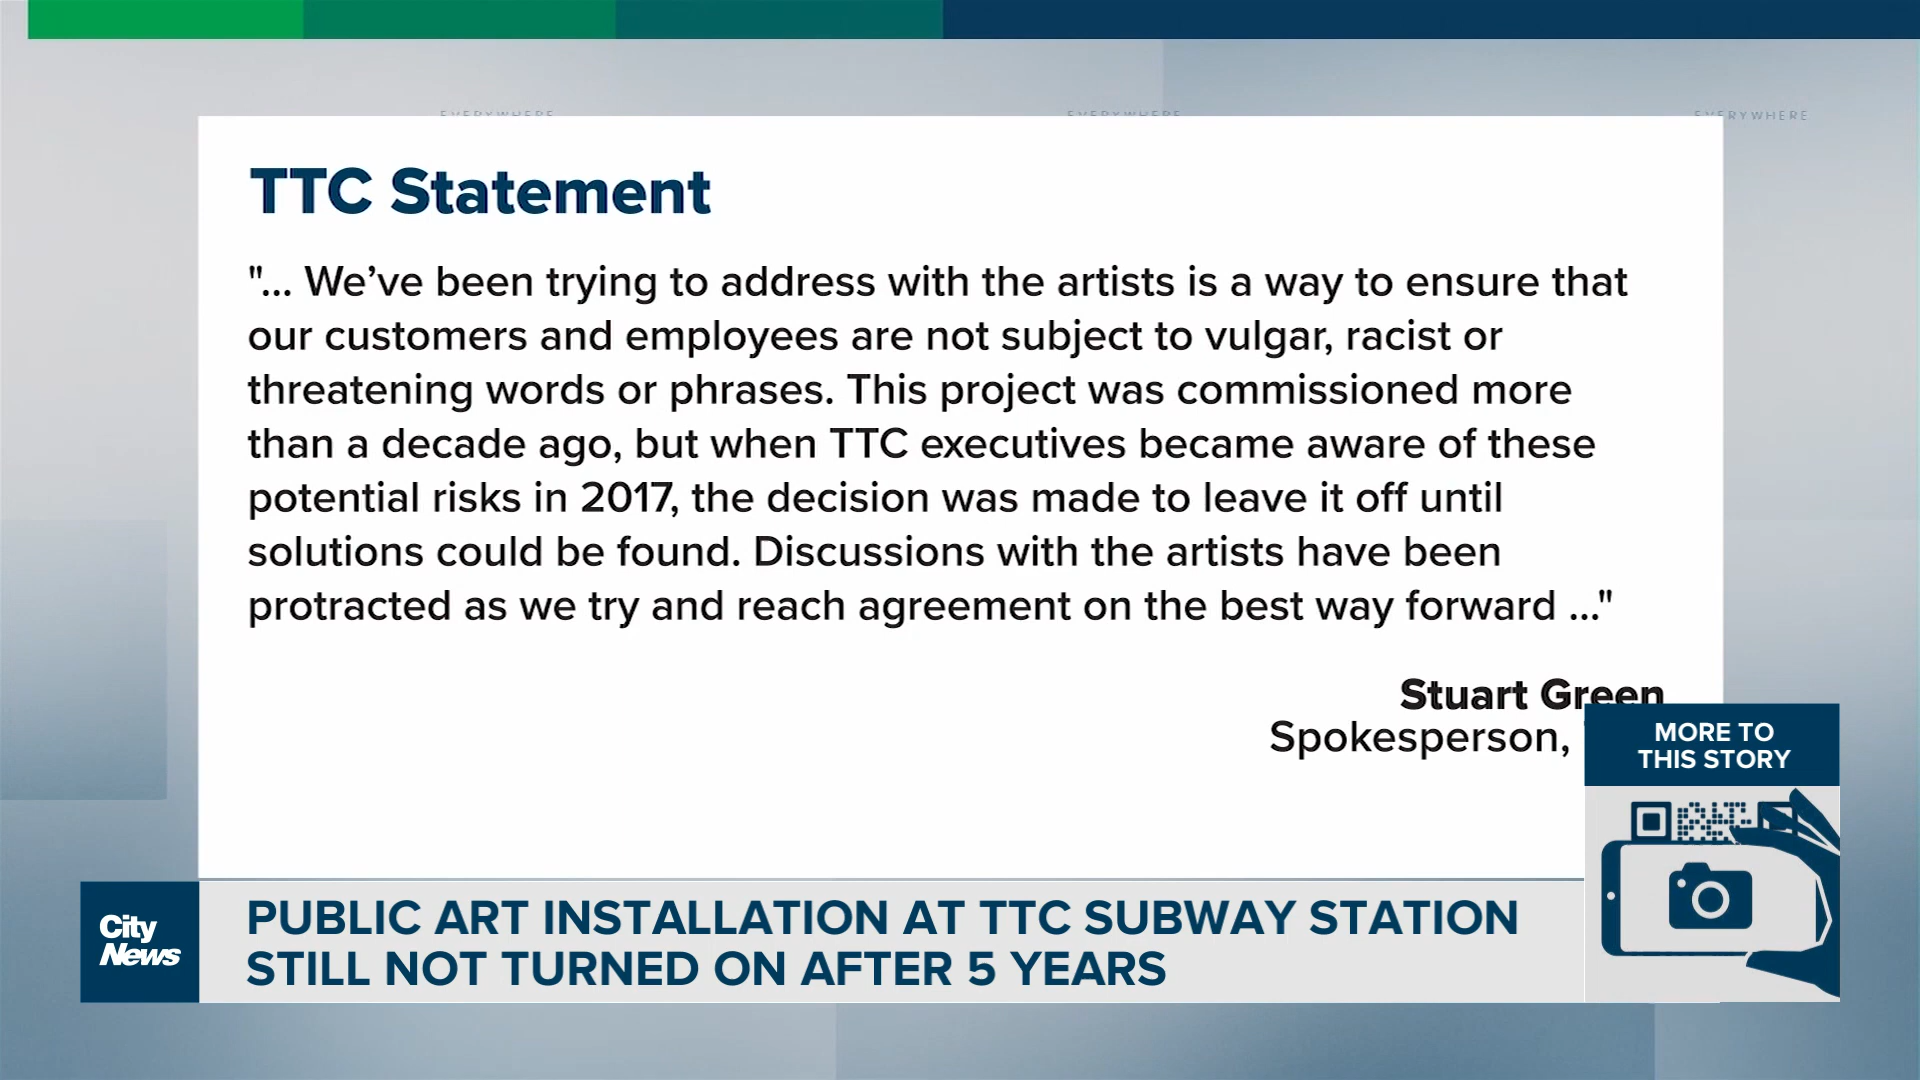 EVERYWHERE EVERYWHERE EVERYWHERE
TTC Statement
"... We’ve been trying to address with the artists is a way to ensure that
our customers and employees are not subject to vulgar, racist or
threatening words or phrases. This project was commissioned more
than a decade ago, but when TTC executives became aware of these
potential risks in 2017, the decision was made to leave it off until
solutions could be found. Discussions with the artists have been
protracted as we try and reach agreement on the best way forward ..."
Stuart Green
Spokesperson,
MORE TO
THIS STORY
City
News
PUBLIC ART INSTALLATION AT TTC SUBWAY STATION
STILL NOT TURNED ON AFTER 5 YEARS